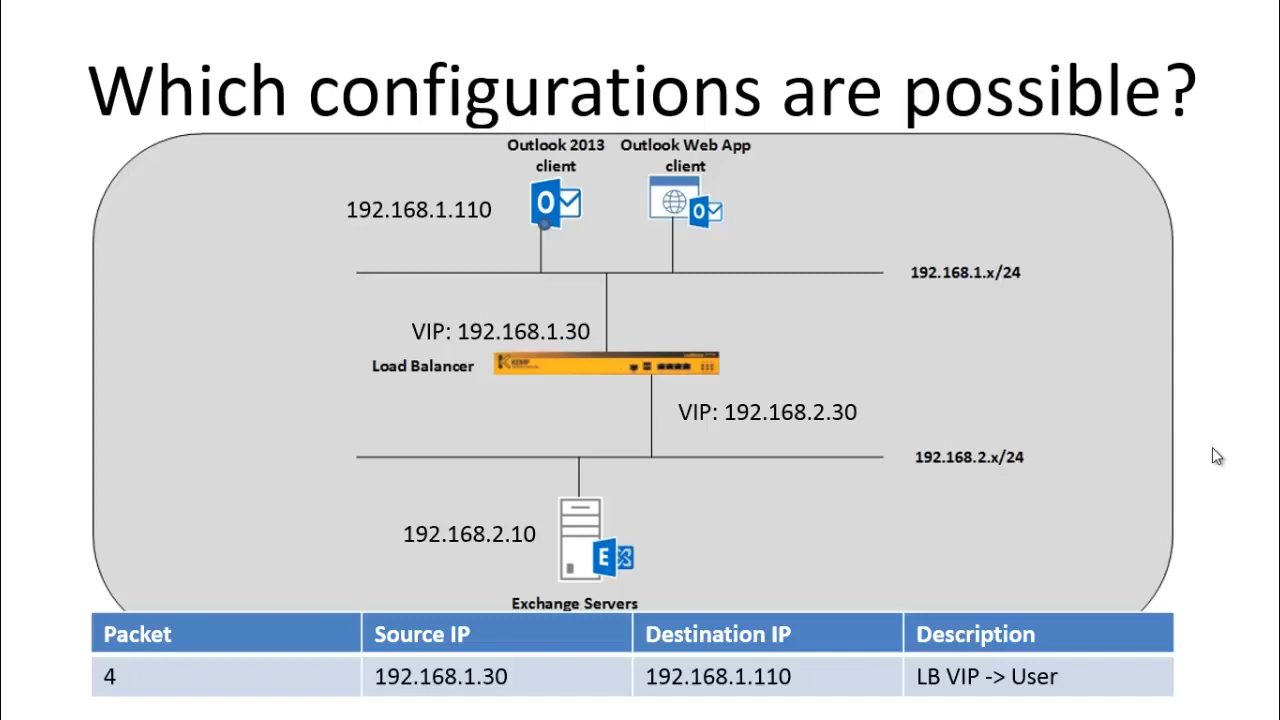 Which configurations are possible?
Outlook 2013 client
Outlook Web App client
192.168.1.110
192.168.1.x/24
VIP: 192.168.1.30
Load Balancer
KEMP
VIP: 192.168.2.30
192.168.2.x/24
192.168.2.10
Exchange Servers
Packet Source IP Destination IP Description
4 192.168.1.30 192.168.1.110 LB VIP -> User